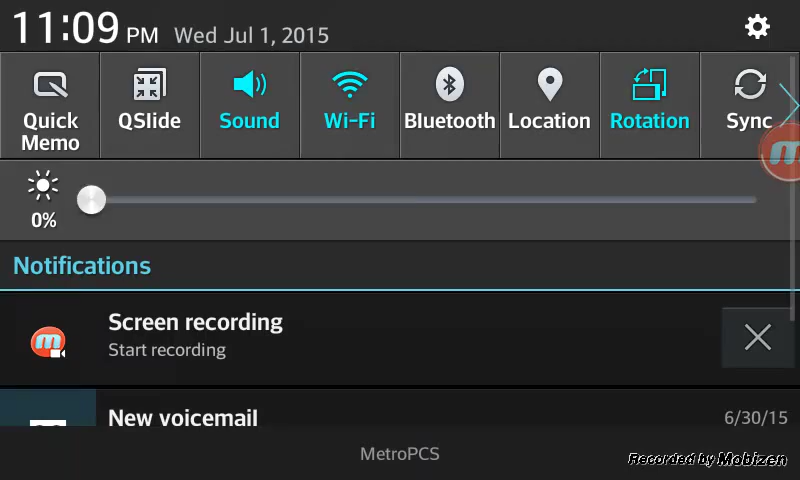 11:09 PM Wed Jul 1, 2015
Quick Memo
QSlide
Sound
Wi-Fi
Bluetooth
Location
Rotation
Sync
m
0%
Notifications
m
Screen recording
Start recording
New voicemail
6/30/15
MetroPCS
Recorded by Mobizen